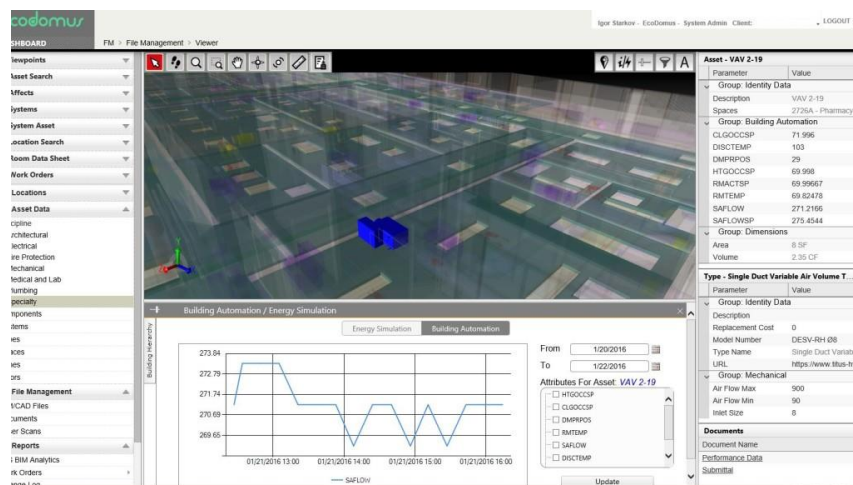 codomus
Igor Starkov - EcoDomus - System Admin Client:
LOGOUT
SHBOARD
FM > File Management > Viewer
iewpoints
Asset Search
Affects
Systems
System Asset
Location Search
Room Data Sheet
Work Orders
Locations
Asset Data
cipline
rchitectural
lectrical
ire Protection
echanical
edical and Lab
lumbing
pecialty
mponents
stems
es
aces
nes
ors
File Management
/CAD Files
cuments
er Scans
Reports
BIM Analytics
rk Orders
ange Log
A
Y
Building Automation / Energy Simulation
Building Hierarchy
Energy Simulation
Building Automation
273.84
272.79
271.74
270.69
269.65
01/21/2016 13:00
01/21/2016 14:00
01/21/2016 15:00
01/21/2016 16:00
SAFLOW
From 1/20/2016
To 1/22/2016
Attributes For Asset: VAV 2-19
HTGOCCSP
CLGOCCSP
DMPRPOS
RMTEMP
SAFLOW
DISCTEMP
Update
Asset - VAV 2-19
Parameter Value
Group: Identity Data
Description VAV 2-19
Spaces 2726A - Pharmacy
Group: Building Automation
CLGOCCSP 71.996
DISCTEMP 103
DMPRPOS 29
HTGOCCSP 69.998
RMACTSP 69.99667
RMTEMP 69.82478
SAFLOW 271.2166
SAFLOWSP 275.4544
Group: Dimensions
Area 8 SF
Volume 2.35 CF
Type - Single Duct Variable Air Volume T...
Parameter Value
Group: Identity Data
Description
Replacement Cost 0
Model Number DESV-RH Ø8
Type Name Single Duct Variab
URL https://www.titus-h
Group: Mechanical
Air Flow Max 900
Air Flow Min 90
Inlet Size 8
Documents
Document Name
Performance Data
Submittal